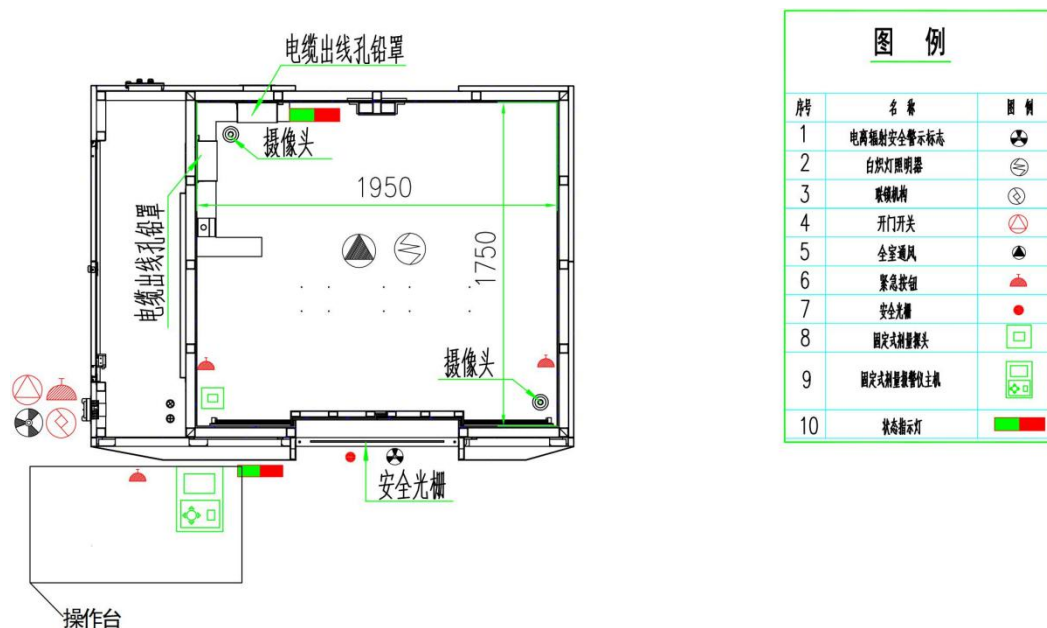 电缆出线孔铅罩
摄像头
1950
1750
电缆出线孔铅罩
摄像头
安全光栅
操作台
图 例
序号 名 称 图 例
1 电离辐射安全警示标志
2 白炽灯照明器
3 联锁机构
4 开门开关
5 全室通风
6 紧急按钮
7 安全光栅
8 固定式剂量探头
9 固定式剂量报警仪主机
10 状态指示灯